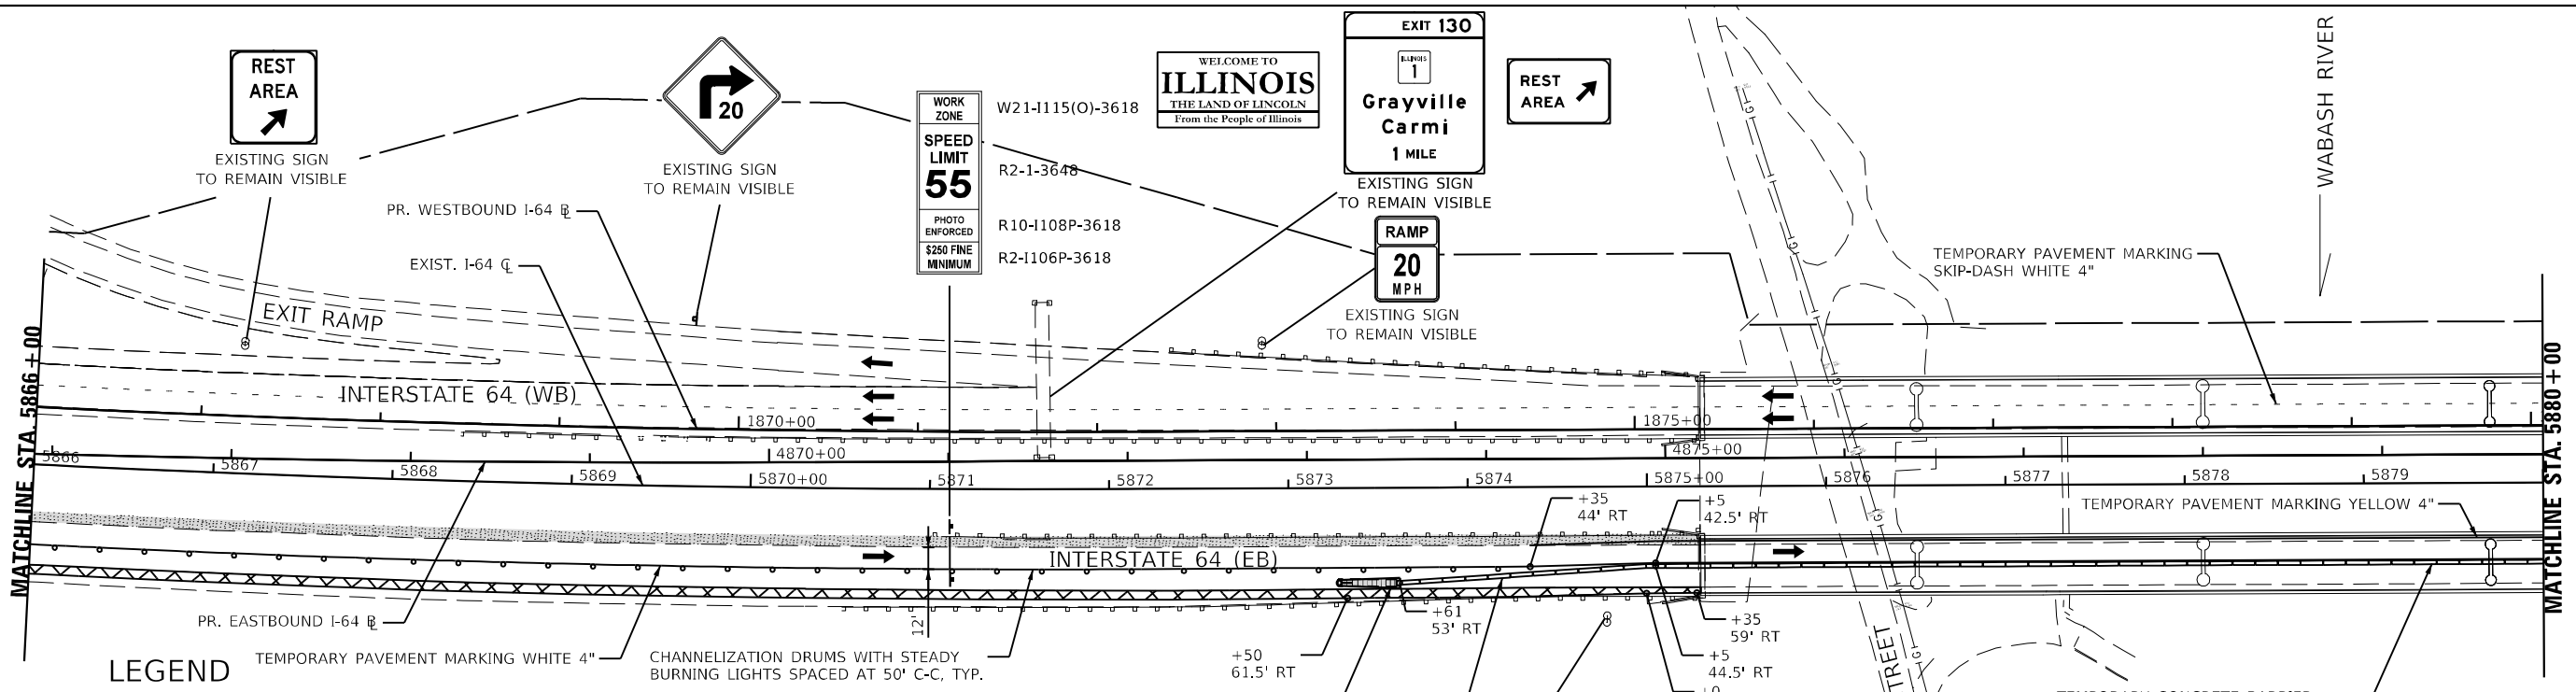 REST
AREA
EXISTING SIGN
TO REMAIN VISIBLE
20
EXISTING SIGN
TO REMAIN VISIBLE
WORK
ZONE
SPEED
LIMIT
55
PHOTO
ENFORCED
$250 FINE
MINIMUM
W21-I115(O)-3618
R2-1-3648
R10-I108P-3618
R2-I106P-3618
WELCOME TO
ILLINOIS
THE LAND OF LINCOLN
From the People of Illinois
EXIT 130
ILLINOIS
1
Grayville
Carmi
1 MILE
EXISTING SIGN
TO REMAIN VISIBLE
REST
AREA
RAMP
20
MPH
EXISTING SIGN
TO REMAIN VISIBLE
WABASH RIVER
TEMPORARY PAVEMENT MARKING
SKIP-DASH WHITE 4"
PR. WESTBOUND I-64 ⅊
EXIST. I-64 ℄
EXIT RAMP
INTERSTATE 64 (WB)
MATCHLINE STA. 5866+00
MATCHLINE STA. 5880+00
1870+00
1875+00
4870+00
4875+00
5866
5867
5868
5869
5870+00
5871
5872
5873
5874
5875+00
5876
5877
5878
5879
+35
44' RT
+5
42.5' RT
TEMPORARY PAVEMENT MARKING YELLOW 4"
INTERSTATE 64 (EB)
12'
PR. EASTBOUND I-64 ⅊
+61
53' RT
+35
59' RT
+50
61.5' RT
+5
44.5' RT
+0
TREET
LEGEND
TEMPORARY PAVEMENT MARKING WHITE 4"
CHANNELIZATION DRUMS WITH STEADY
BURNING LIGHTS SPACED AT 50' C-C, TYP.
TEMPORARY CONCRETE BARRIER